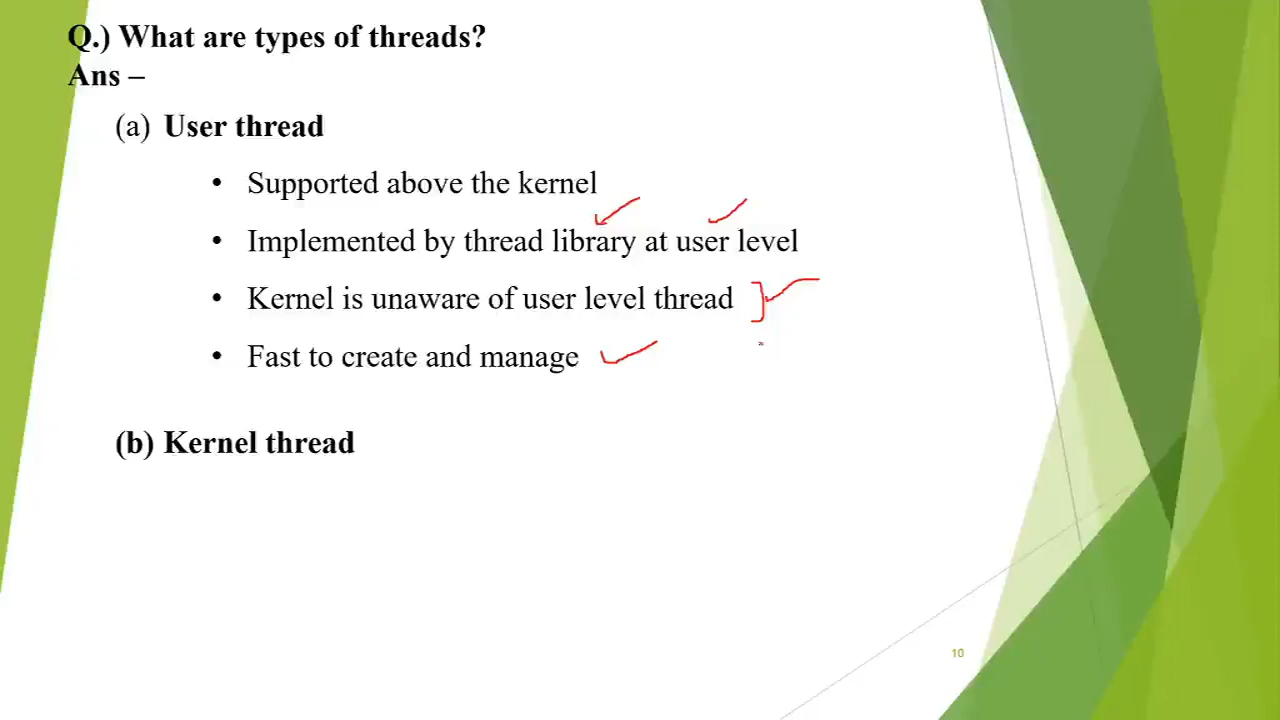 Q.) What are types of threads?
Ans –
(a) User thread
• Supported above the kernel
• Implemented by thread library at user level
• Kernel is unaware of user level thread
• Fast to create and manage
(b) Kernel thread
10